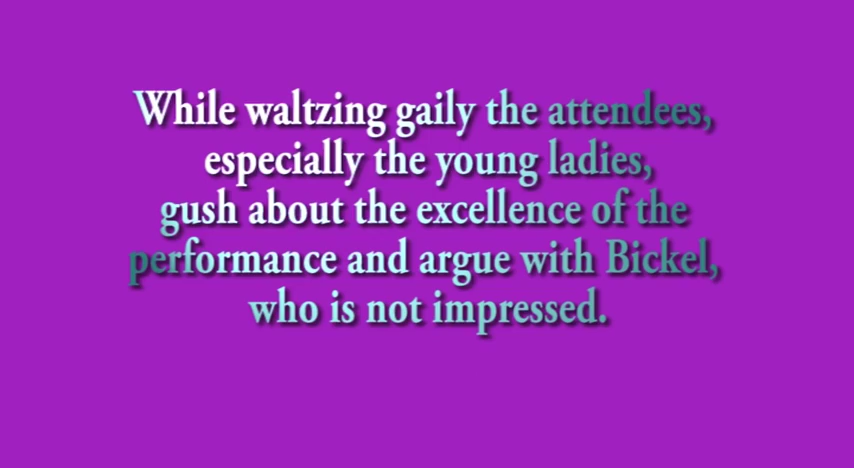 While waltzing gaily the attendees,
especially the young ladies,
gush about the excellence of the
performance and argue with Bickel,
who is not impressed.